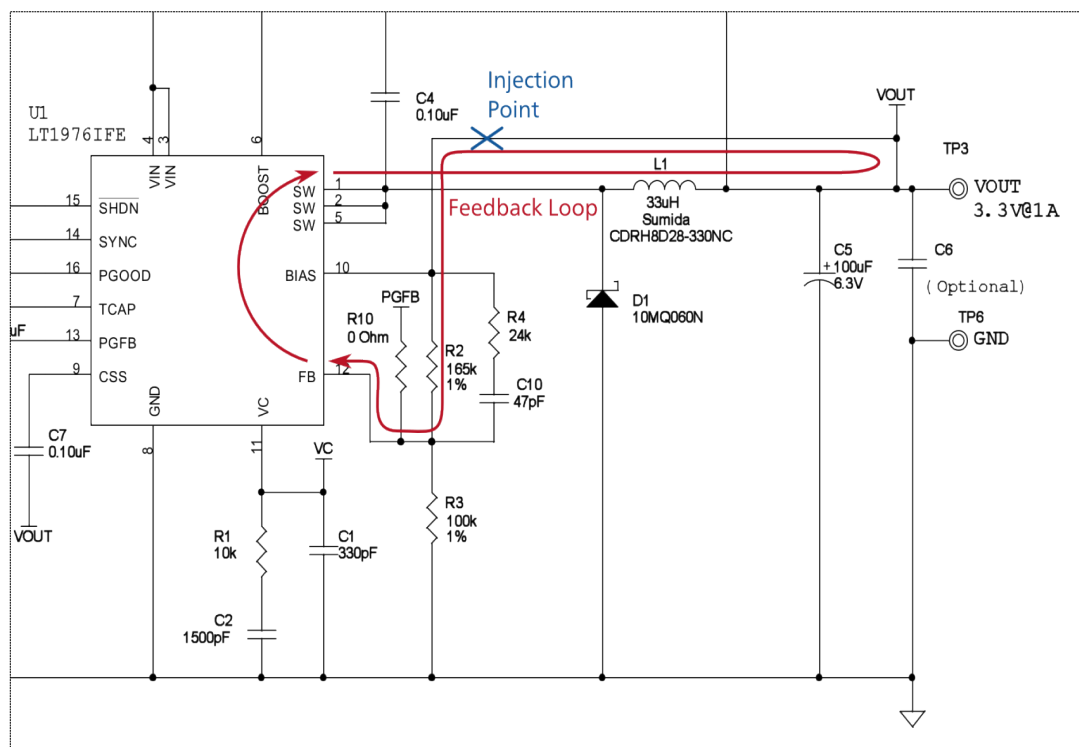 Injection
Point
C4
0.10uF
VOUT
U1
LT1976IFE
4
3
6
TP3
VIN
VIN
BOOST
L1
15
SHDN
SW
1
VOUT
SW
2
Feedback Loop
33uH
3.3V@1A
SW
5
Sumida
14
SYNC
CDRH8D28-330NC
C5
C6
16
PGOOD
BIAS
10
+
100uF
6.3V
(Optional)
PGFB
D1
7
TCAP
R10
R4
10MQ060N
TP6
0 Ohm
24k
GND
uF
13
PGFB
R2
165k
1%
9
CSS
FB
12
C10
47pF
GND
VC
C7
0.10uF
8
11
VC
R3
100k
1%
VOUT
R1
10k
C1
330pF
C2
1500pF